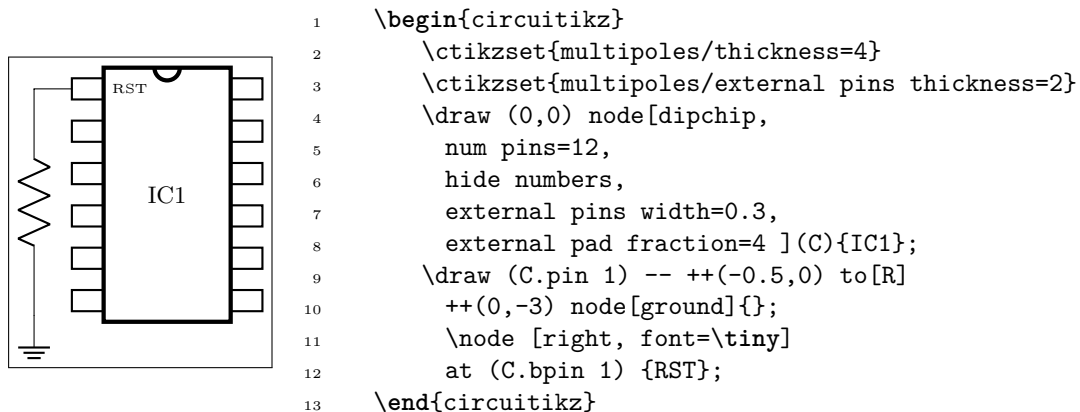 RST
IC1
1 \begin{circuitikz}
2 \ctikzset{multipoles/thickness=4}
3 \ctikzset{multipoles/external pins thickness=2}
4 \draw (0,0) node[dipchip,
5 num pins=12,
6 hide numbers,
7 external pins width=0.3,
8 external pad fraction=4 ](C){IC1};
9 \draw (C.pin 1) -- ++(-0.5,0) to[R]
10 ++(0,-3) node[ground]{};
11 \node [right, font=\tiny]
12 at (C.bpin 1) {RST};
13 \end{circuitikz}